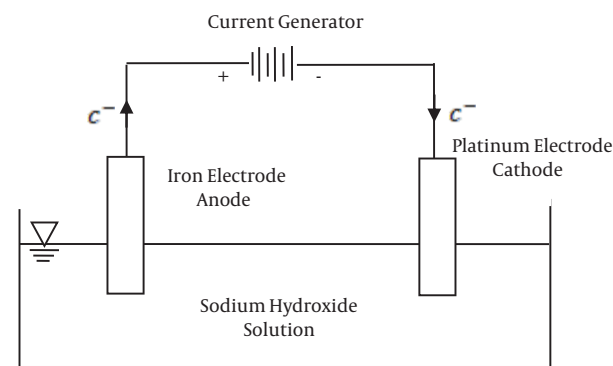 Current Generator
+ -
c⁻ c⁻
Platinum Electrode
Cathode
Iron Electrode
Anode
Sodium Hydroxide
Solution